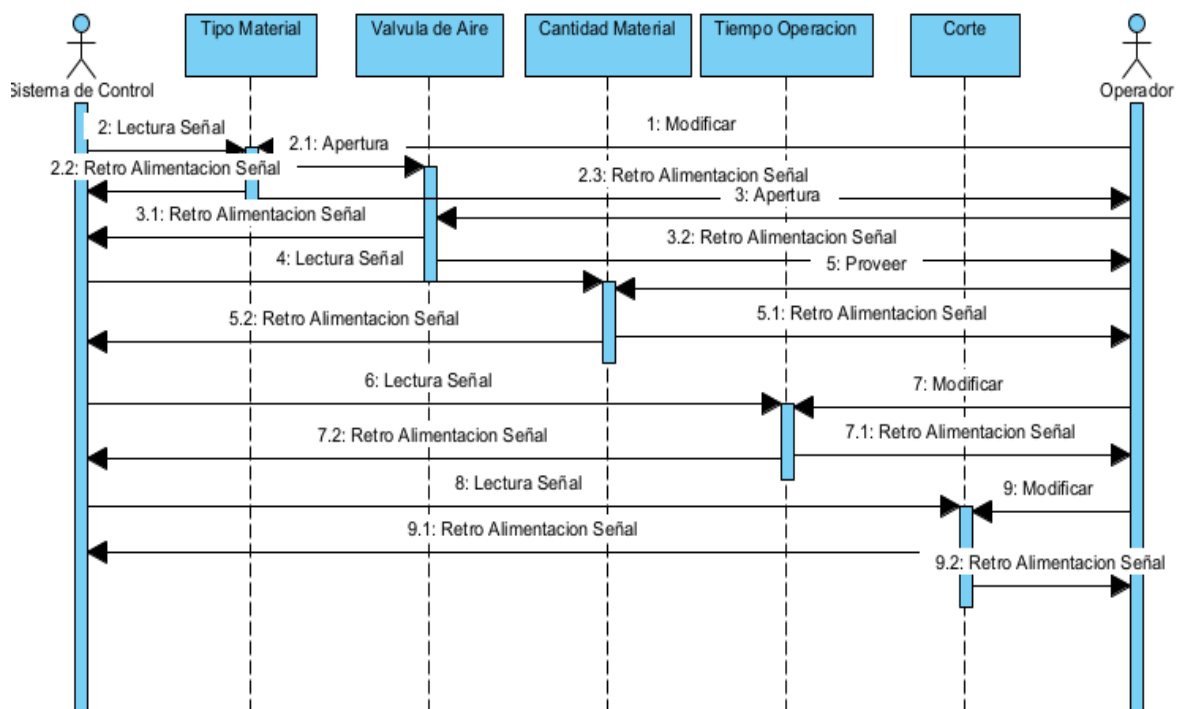 Tipo Material
Valvula de Aire
Cantidad Material
Tiempo Operacion
Corte
Sistema de Control
Operador
2: Lectura Señal
1: Modificar
2.1: Apertura
2.2: Retro Alimentacion Señal
2.3: Retro Alimentacion Señal
3: Apertura
3.1: Retro Alimentacion Señal
3.2: Retro Alimentacion Señal
4: Lectura Señal
5: Proveer
5.2: Retro Alimentacion Señal
5.1: Retro Alimentacion Señal
6: Lectura Señal
7: Modificar
7.2: Retro Alimentacion Señal
7.1: Retro Alimentacion Señal
8: Lectura Señal
9: Modificar
9.1: Retro Alimentacion Señal
9.2: Retro Alimentacion Señal